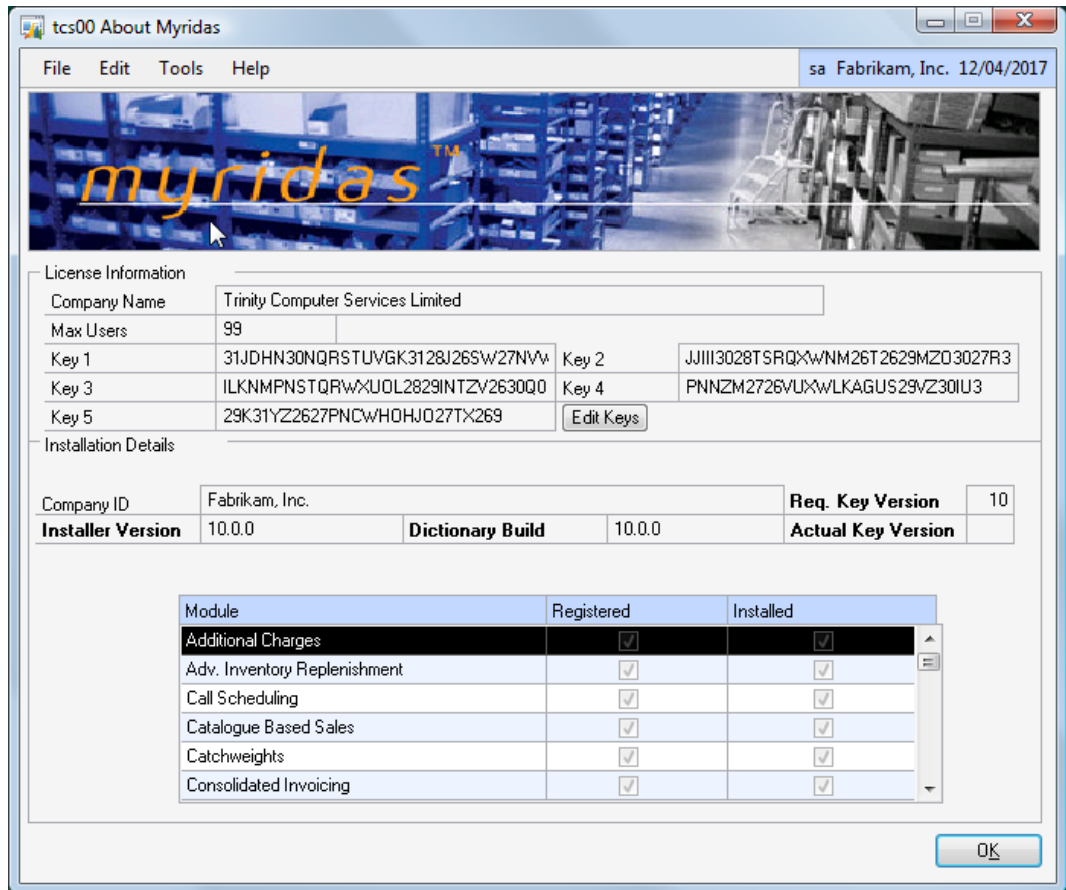 tcs00 About Myridas
File Edit Tools Help sa Fabrikam, Inc. 12/04/2017
myridas™
License Information
Company Name Trinity Computer Services Limited
Max Users 99
Key 1 31JDHN30NQRSTUVGK3128J26SW27NVW Key 2 JJIII3028TSRQXWNM26T2629MZO3027R3
Key 3 ILKNMPNSTQRWXUOL2829INTZV2630Q0 Key 4 PNNZM2726VUXWLKAGUS29VZ30IU3
Key 5 29K31YZ2627PNCWHOHJO27TX269 Edit Keys
Installation Details
Company ID Fabrikam, Inc. Req. Key Version 10
Installer Version 10.0.0 Dictionary Build 10.0.0 Actual Key Version
Module Registered Installed
Additional Charges
Adv. Inventory Replenishment
Call Scheduling
Catalogue Based Sales
Catchweights
Consolidated Invoicing
OK